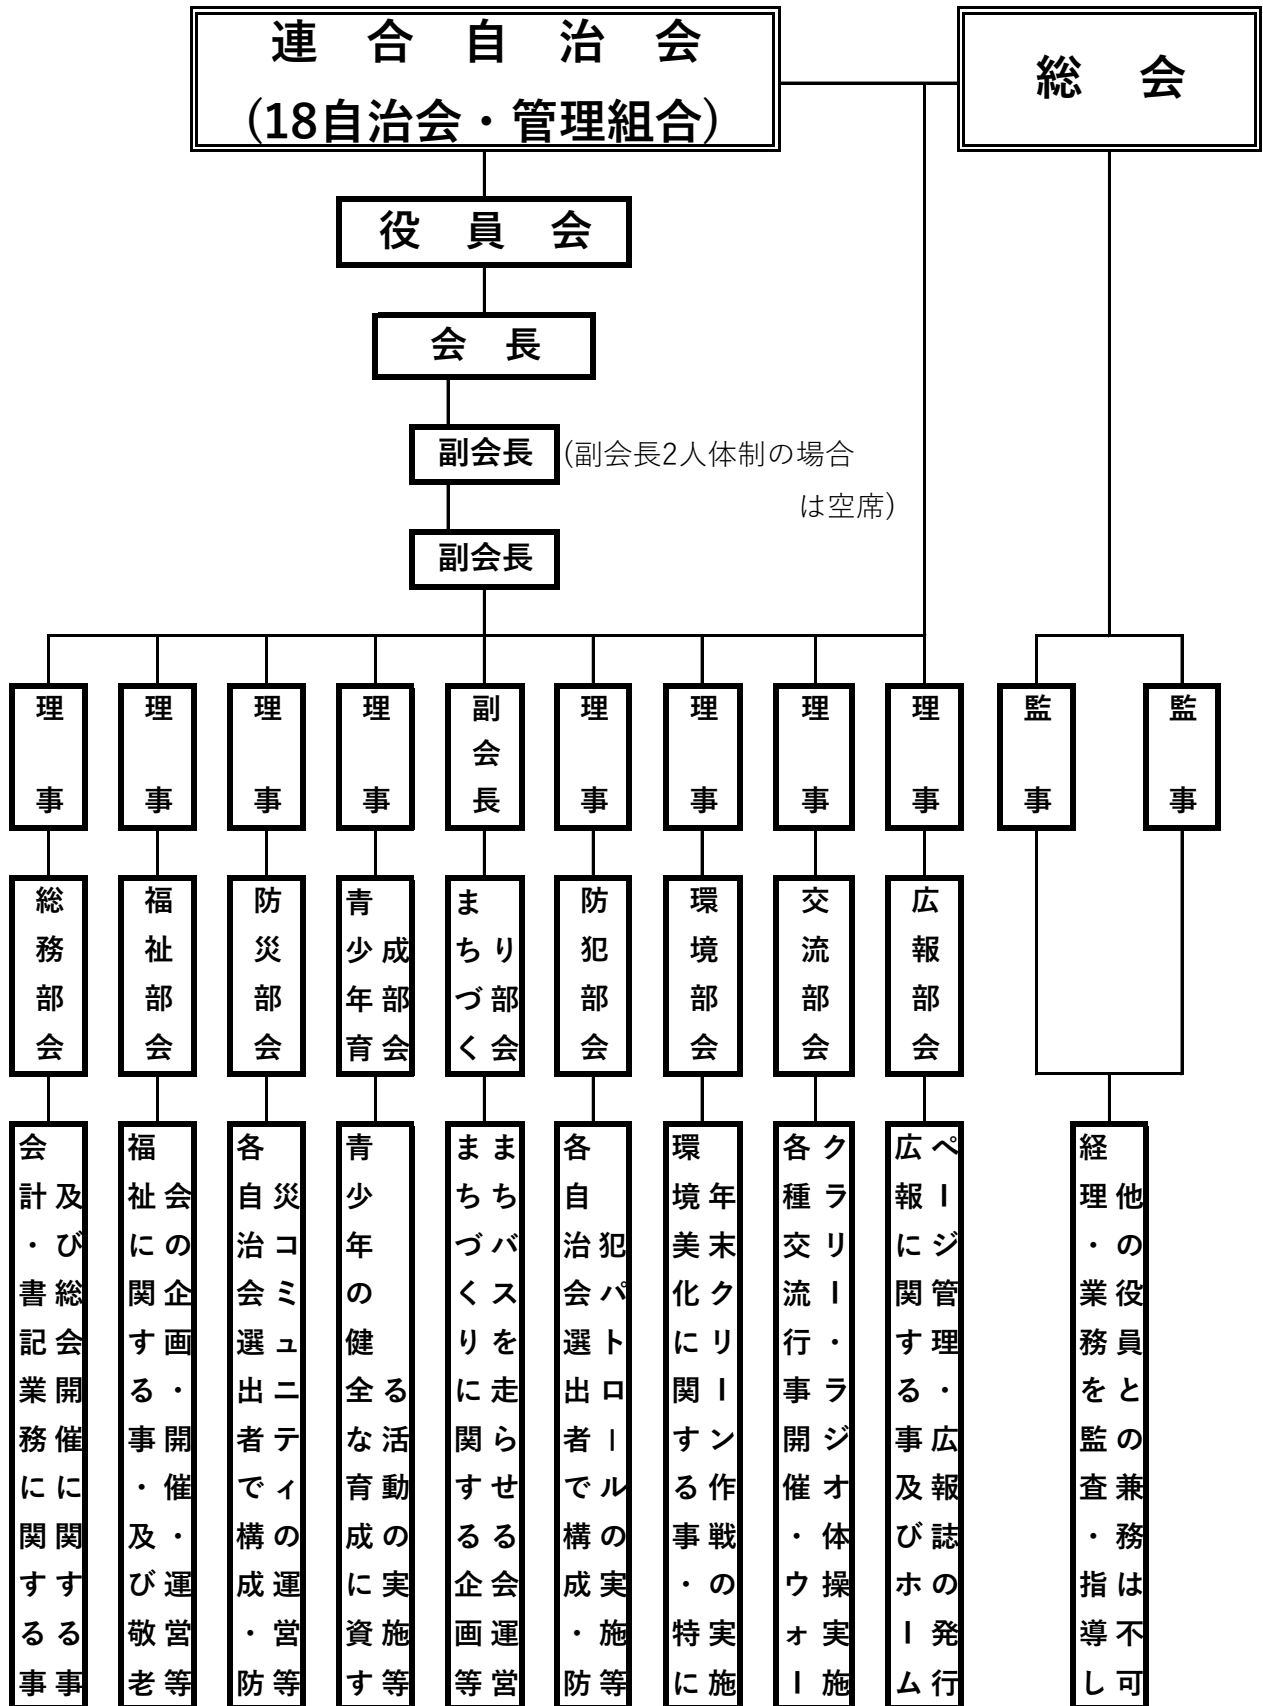 連合自治会
(18自治会・管理組合)
総会
役員会
会長
副会長
(副会長2人体制の場合
は空席)
副会長
理事
理事
理事
理事
副会長
理事
理事
理事
理事
監事
監事
総務部会
福祉部会
防災部会
青少年育
成部会
まちづく
り部会
防犯部会
環境部会
交流部会
広報部会
会計・書記業務に関する事
及び総会開催に関する事
福祉に関する事・及び敬老
会の企画・開催・運営等
各自治会選出者で構成・防
災コミュニティの運営等
青少年の健全な育成に資す
る活動の実施等
まちづくりに関する企画等
まちバスを走らせる会運営
各自治会選出者で構成・防
犯パトロールの実施等
環境美化に関する事・特に
年末クリーン作戦の実施
各種交流行事開催・ウォー
クラリー・ラジオ体操実施
広報に関する事及びホーム
ページ管理・広報誌の発行
経理・業務を監査・指導し
他の役員との兼務は不可